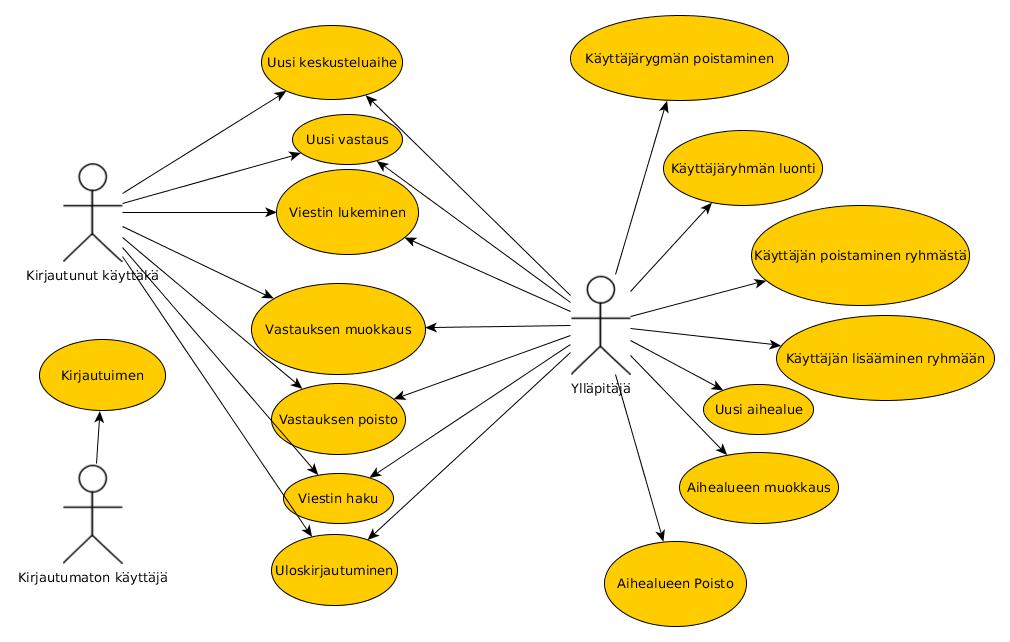 Uusi keskusteluaihe
Käyttäjärygmän poistaminen
Uusi vastaus
Käyttäjäryhmän luonti
Viestin lukeminen
Käyttäjän poistaminen ryhmästä
Kirjautunut käyttäkä
Vastauksen muokkaus
Käyttäjän lisääminen ryhmään
Kirjautuimen
Ylläpitäjä
Uusi aihealue
Vastauksen poisto
Aihealueen muokkaus
Viestin haku
Kirjautumaton käyttäjä
Uloskirjautuminen
Aihealueen Poisto